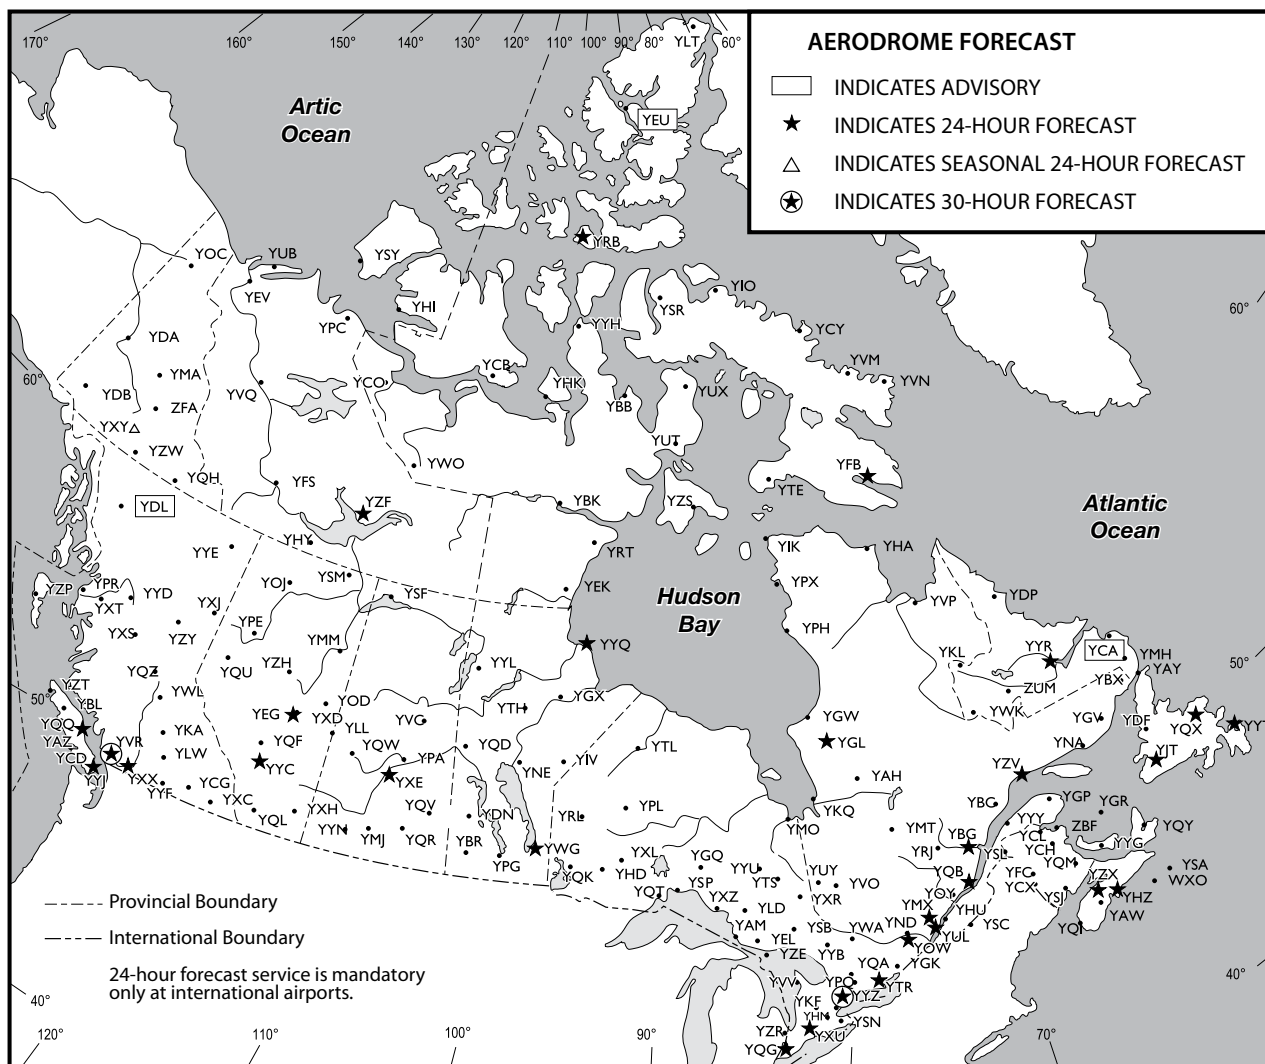 170°
160°
150°
140°
130°
120°
110°
100°
90°
80°
60°
YLT
AERODROME FORECAST
INDICATES ADVISORY
INDICATES 24-HOUR FORECAST
INDICATES SEASONAL 24-HOUR FORECAST
INDICATES 30-HOUR FORECAST
Artic
Ocean
YEU
YRB
YOC
YUB
YSY
YEV
YHI
YIO
YSR
60°
YPC
YYH
YCY
YDA
YCB
YVM
YMA
YVQ
YCO
YHK
YUX
YVN
60°
YDB
ZFA
YBB
YXY
YZW
YUT
YWO
YFB
YQH
YFS
YTE
YDL
YZF
YBK
YZS
Atlantic
Ocean
YYE
YHY
YRT
YIK
YHA
YZP
YPR
YYD
YOJ
YSM
YSF
YEK
Hudson
Bay
YPX
YVP
YDP
YXT
YXJ
YXS
YZY
YPE
YMM
YYQ
YPH
YQZ
YQU
YZH
YYL
YKL
YYR
YCA
YMH
YAY
50°
50°
YZT
YBL
YWL
YOD
YTH
YGX
ZUM
YBX
YQQ
YEG
YXD
YVC
YGW
YWK
YGV
YDF
YQX
YYT
YAZ
YVR
YKA
YLL
YTL
YGL
YNA
YJT
YCD
YLW
YQF
YQW
YPA
YQD
YNE
YIV
YZV
YYJ
YXX
YYF
YCG
YYC
YXE
YAH
YXC
YQL
YXH
YQV
YDN
YRL
YPL
YKQ
YBC
YGP
YGR
YYN
YMJ
YQR
YBR
YPG
YWG
YMO
YMT
YBG
YYY
YCL
ZBF
YQY
YQK
YHD
YXL
YGQ
YYU
YUY
YRJ
YSL
YCH
YYG
YQT
YSP
YTS
YVO
YQB
YFC
YQM
YZX
YSA
WXO
YXZ
YLD
YXR
YOY
YCX
YSJ
YHZ
YAM
YEL
YSB
YWA
YND
YMX
YHU
YSC
YQI
YAW
YZE
YYB
YOW
YUL
YVV
YPQ
YQA
YGK
YKF
YYZ
YTR
YHN
YSN
YZR
YXU
YQG
Provincial Boundary
International Boundary
24-hour forecast service is mandatory
only at international airports.
40°
40°
120°
110°
100°
90°
70°